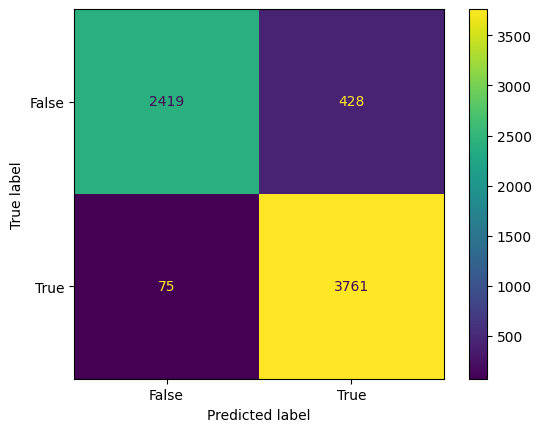 False
2419
428
True
75
3761
False
True
Predicted label
True label
3500
3000
2500
2000
1500
1000
500